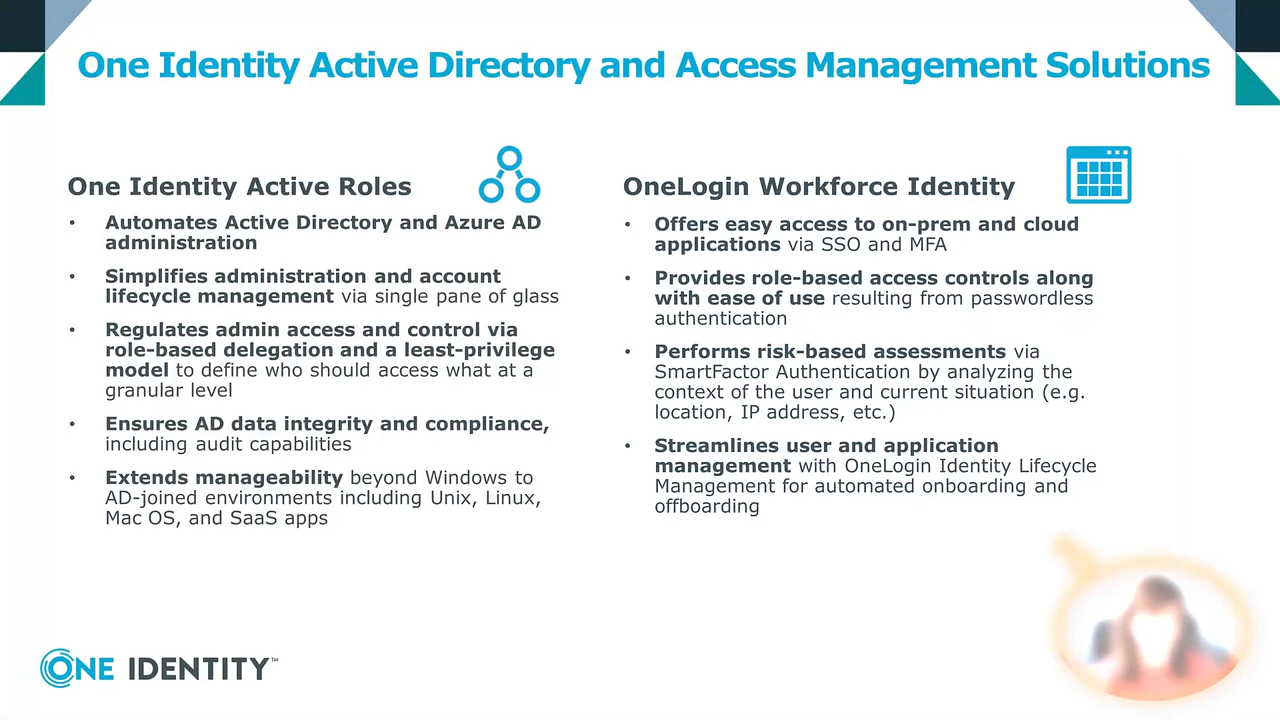 One Identity Active Directory and Access Management Solutions
One Identity Active Roles
• Automates Active Directory and Azure AD
administration
• Simplifies administration and account
lifecycle management via single pane of glass
• Regulates admin access and control via
role-based delegation and a least-privilege
model to define who should access what at a
granular level
• Ensures AD data integrity and compliance,
including audit capabilities
• Extends manageability beyond Windows to
AD-joined environments including Unix, Linux,
Mac OS, and SaaS apps
OneLogin Workforce Identity
• Offers easy access to on-prem and cloud
applications via SSO and MFA
• Provides role-based access controls along
with ease of use resulting from passwordless
authentication
• Performs risk-based assessments via
SmartFactor Authentication by analyzing the
context of the user and current situation (e.g.
location, IP address, etc.)
• Streamlines user and application
management with OneLogin Identity Lifecycle
Management for automated onboarding and
offboarding
ONE IDENTITY™